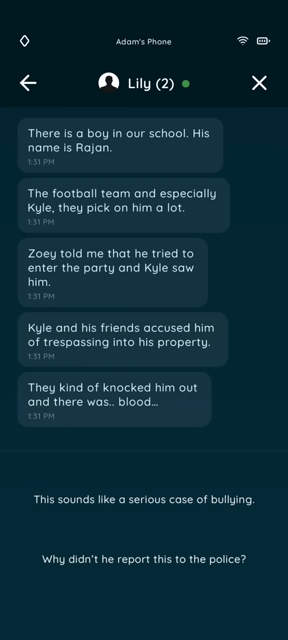 Adam's Phone
Lily (2)
There is a boy in our school. His
name is Rajan.
1:31 PM
The football team and especially
Kyle, they pick on him a lot.
1:31 PM
Zoey told me that he tried to
enter the party and Kyle saw
him.
1:31 PM
Kyle and his friends accused him
of trespassing into his property.
1:31 PM
They kind of knocked him out
and there was.. blood...
1:31 PM
This sounds like a serious case of bullying.
Why didn't he report this to the police?